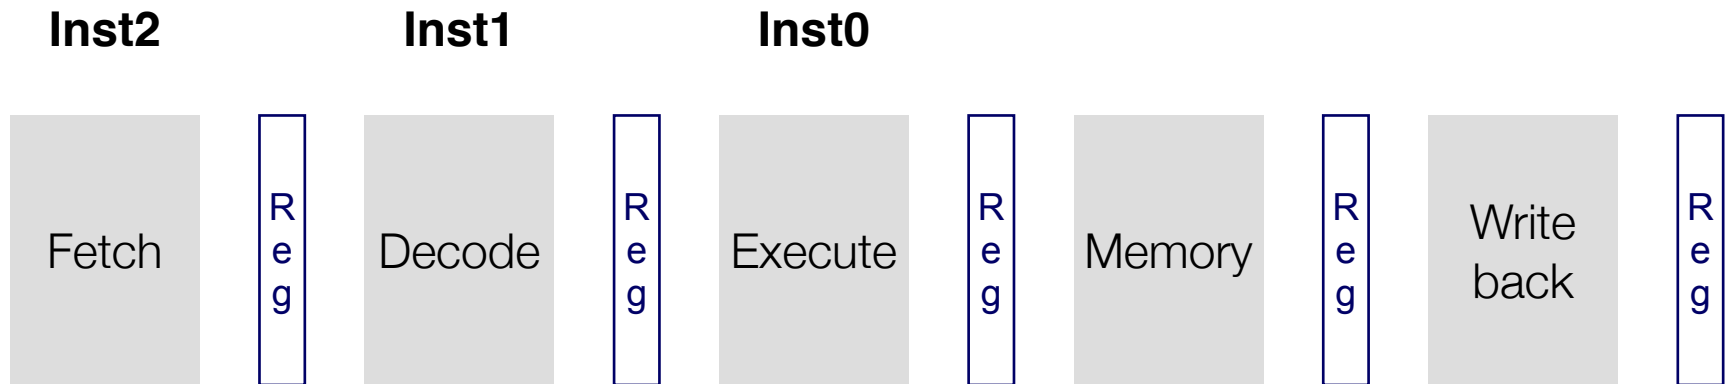 Inst2
Inst1
Inst0
Fetch
R
e
g
Decode
R
e
g
Execute
R
e
g
Memory
R
e
g
Write
back
R
e
g